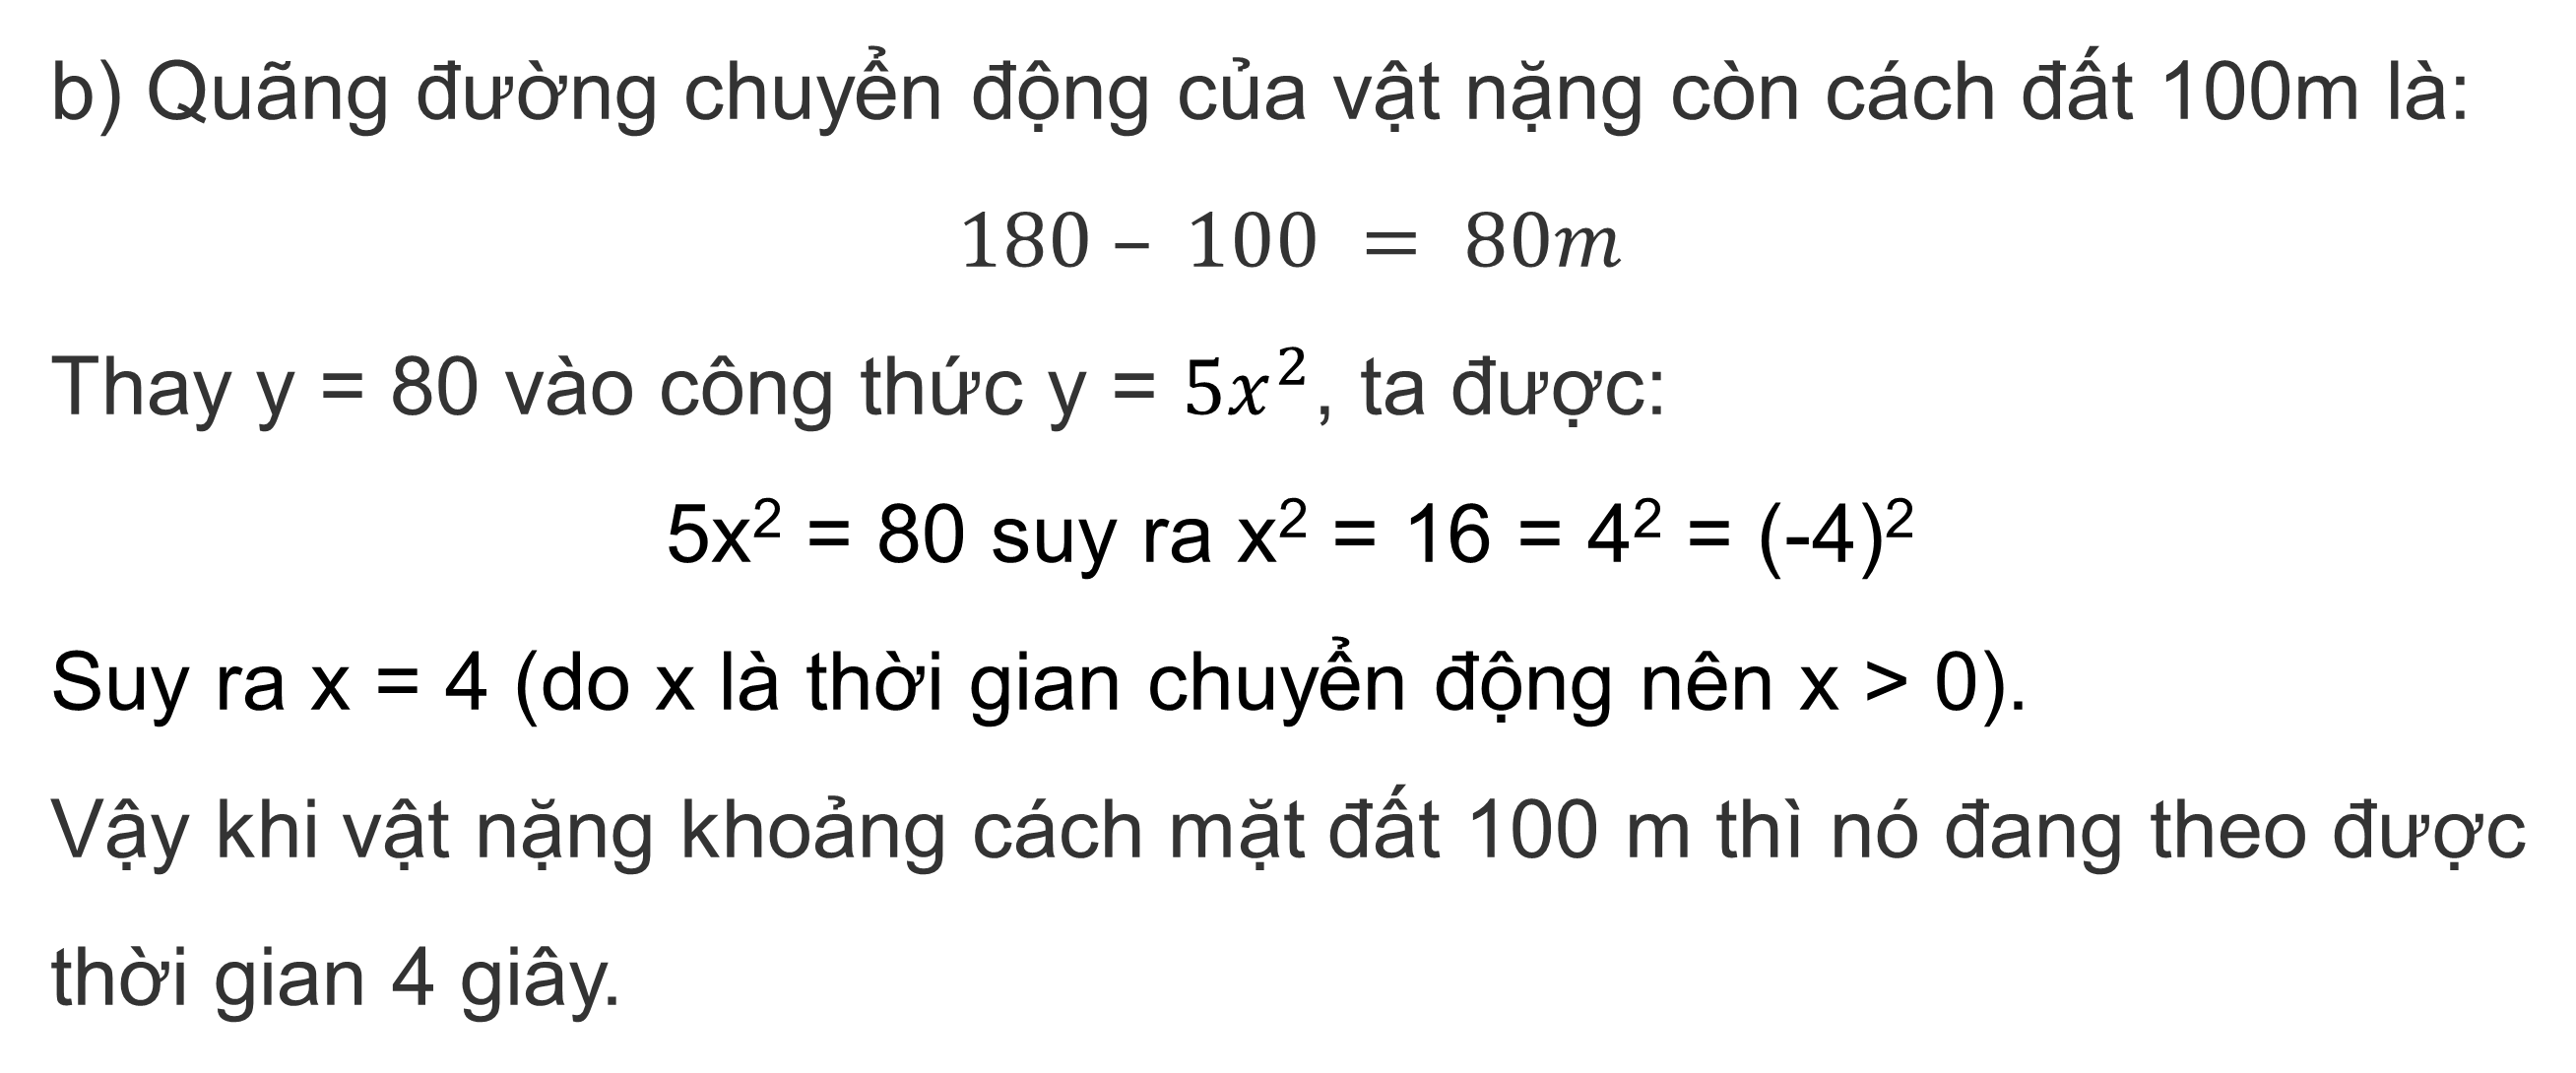 b) Quãng đường chuyển động của vật nặng còn cách đất 100m là:
180 – 100 = 80m
Thay y = 80 vào công thức y = 5x², ta được:
5x² = 80 suy ra x² = 16 = 4² = (-4)²
Suy ra x = 4 (do x là thời gian chuyển động nên x > 0).
Vậy khi vật nặng khoảng cách mặt đất 100 m thì nó đang theo được
thời gian 4 giây.